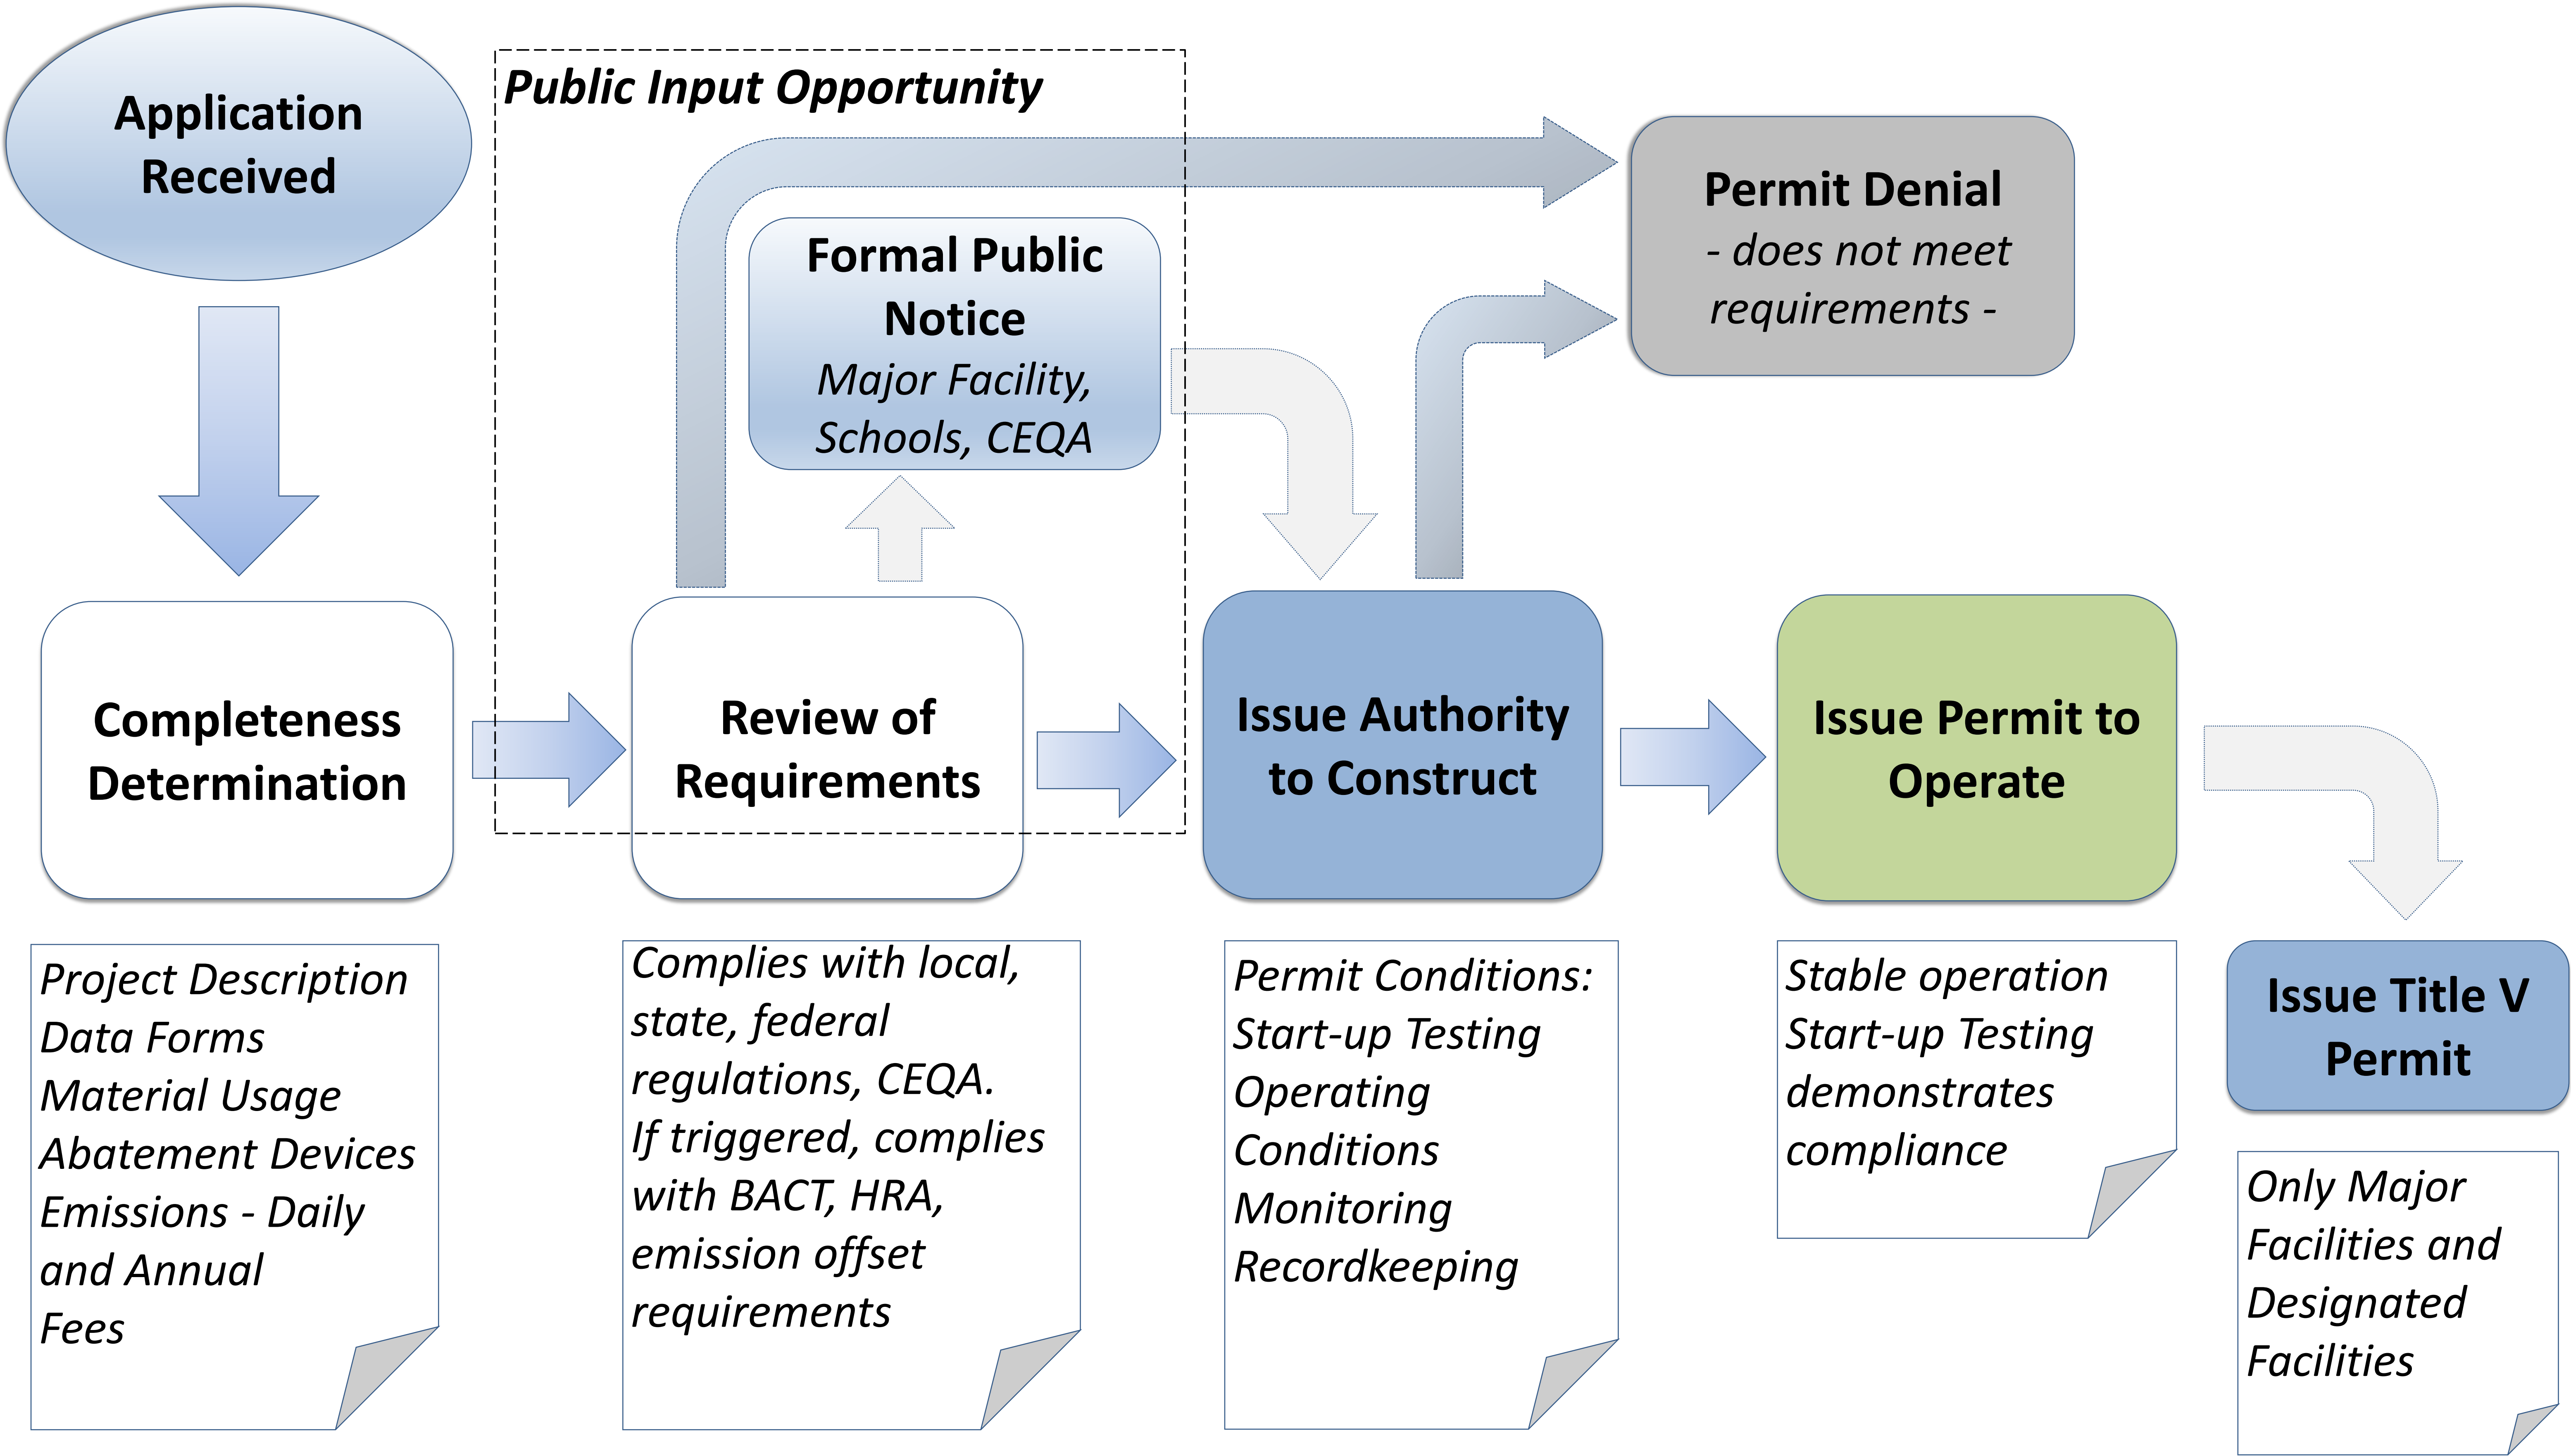 Application
Received
Public Input Opportunity
Permit Denial
- does not meet
requirements -
Formal Public
Notice
Major Facility,
Schools, CEQA
Completeness
Determination
Review of
Requirements
Issue Authority
to Construct
Issue Permit to
Operate
Project Description
Data Forms
Material Usage
Abatement Devices
Emissions - Daily
and Annual
Fees
Complies with local,
state, federal
regulations, CEQA.
If triggered, complies
with BACT, HRA,
emission offset
requirements
Permit Conditions:
Start-up Testing
Operating
Conditions
Monitoring
Recordkeeping
Stable operation
Start-up Testing
demonstrates
compliance
Issue Title V
Permit
Only Major
Facilities and
Designated
Facilities